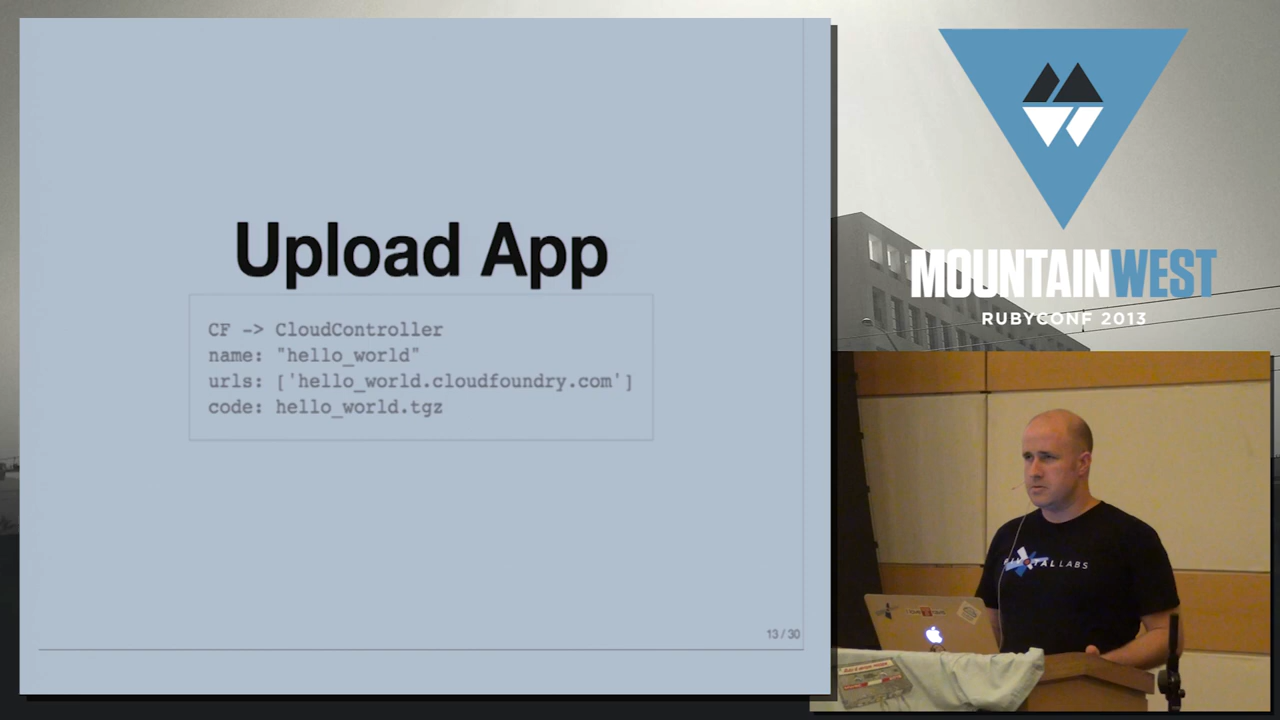 Upload App
CF -> CloudController
name: "hello_world"
urls: ['hello_world.cloudfoundry.com']
code: hello_world.tgz
13 / 30
MOUNTAINWEST
RUBYCONF 2013
LABS